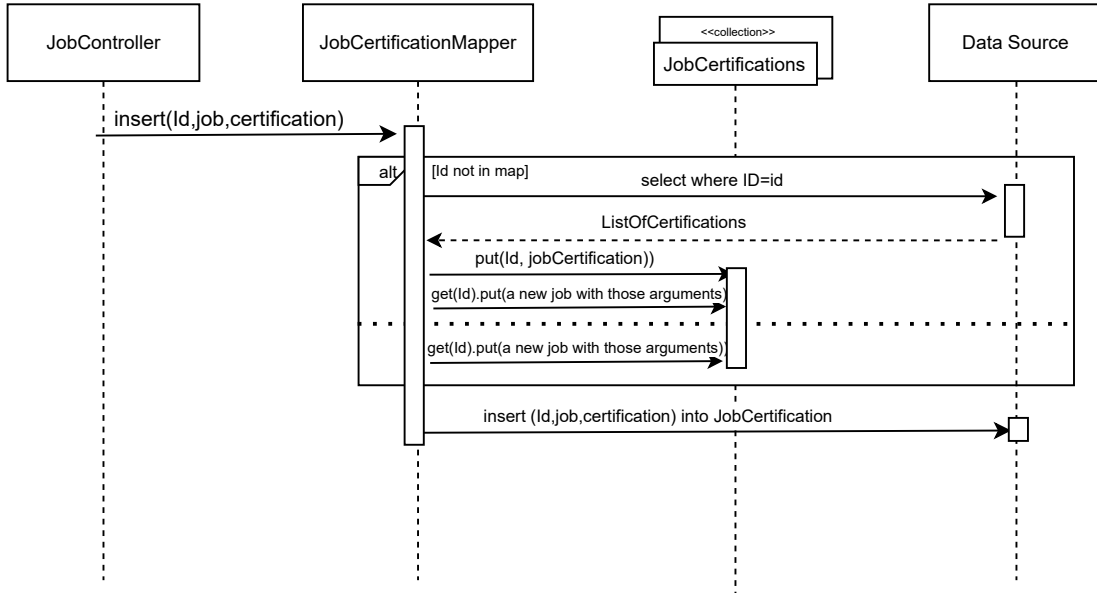 JobController
JobCertificationMapper
<<collection>>
JobCertifications
Data Source
insert(Id,job,certification)
alt
[Id not in map]
select where ID=id
ListOfCertifications
put(Id, jobCertification))
get(Id).put(a new job with those arguments)
get(Id).put(a new job with those arguments))
insert (Id,job,certification) into JobCertification